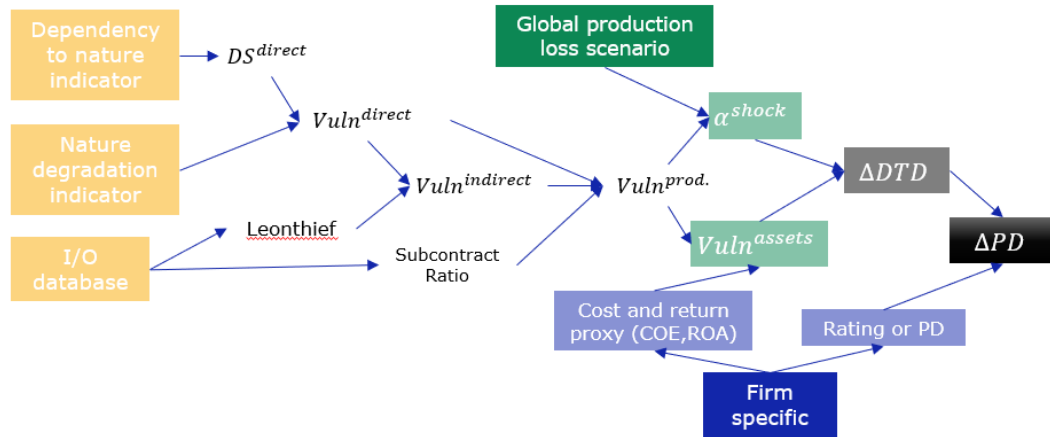 Dependency
to nature
indicator
DS^direct
Global production
loss scenario
Vuln^direct
α^shock
Nature
degradation
indicator
Vuln^indirect
Vuln^prod.
ΔDTD
Leonthief
Vuln^assets
ΔPD
I/O
database
Subcontract
Ratio
Cost and return
proxy (COE,ROA)
Rating or PD
Firm
specific